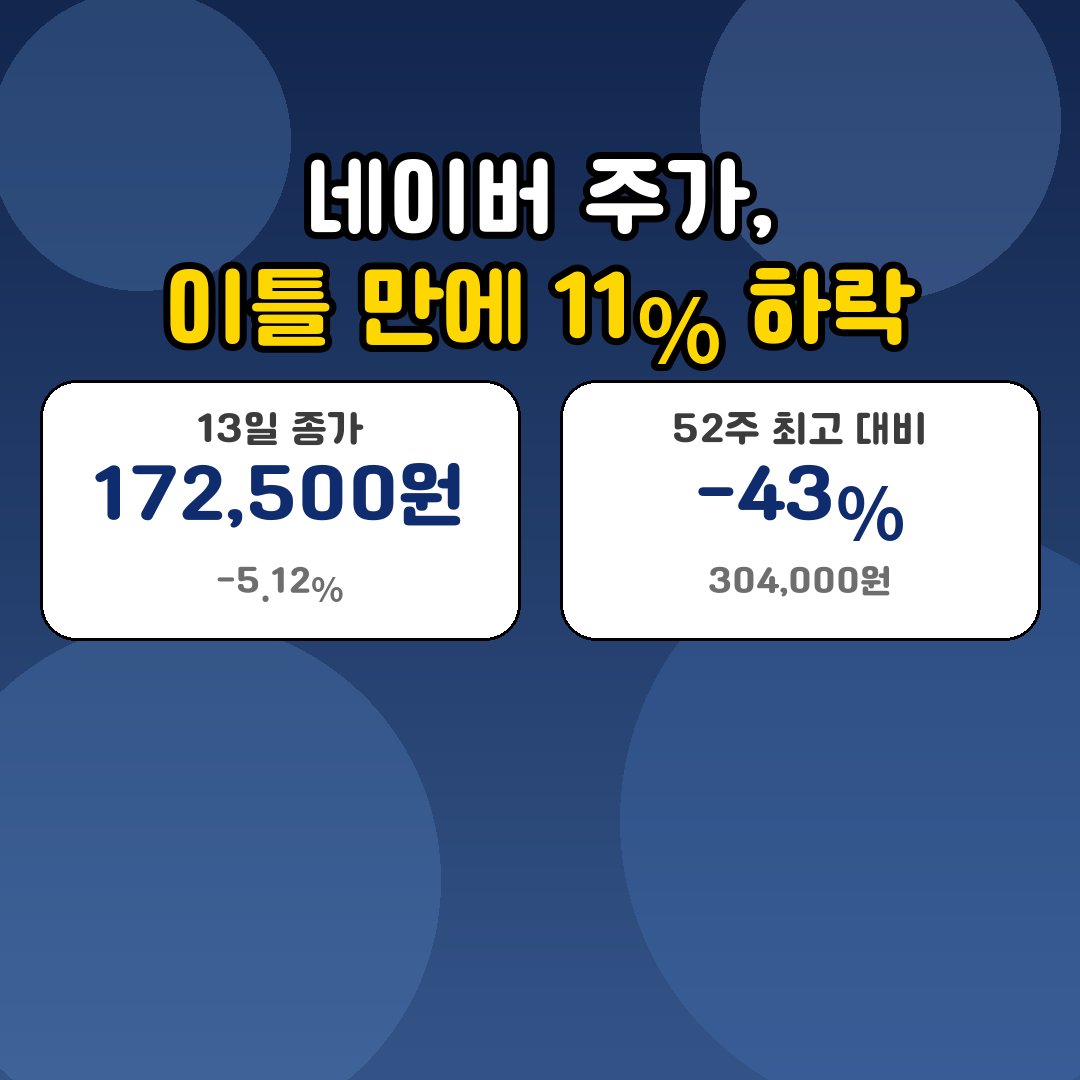 네이버 주가,
이틀 만에 11% 하락
13일 종가
172,500원
-5.12%
52주 최고 대비
-43%
304,000원